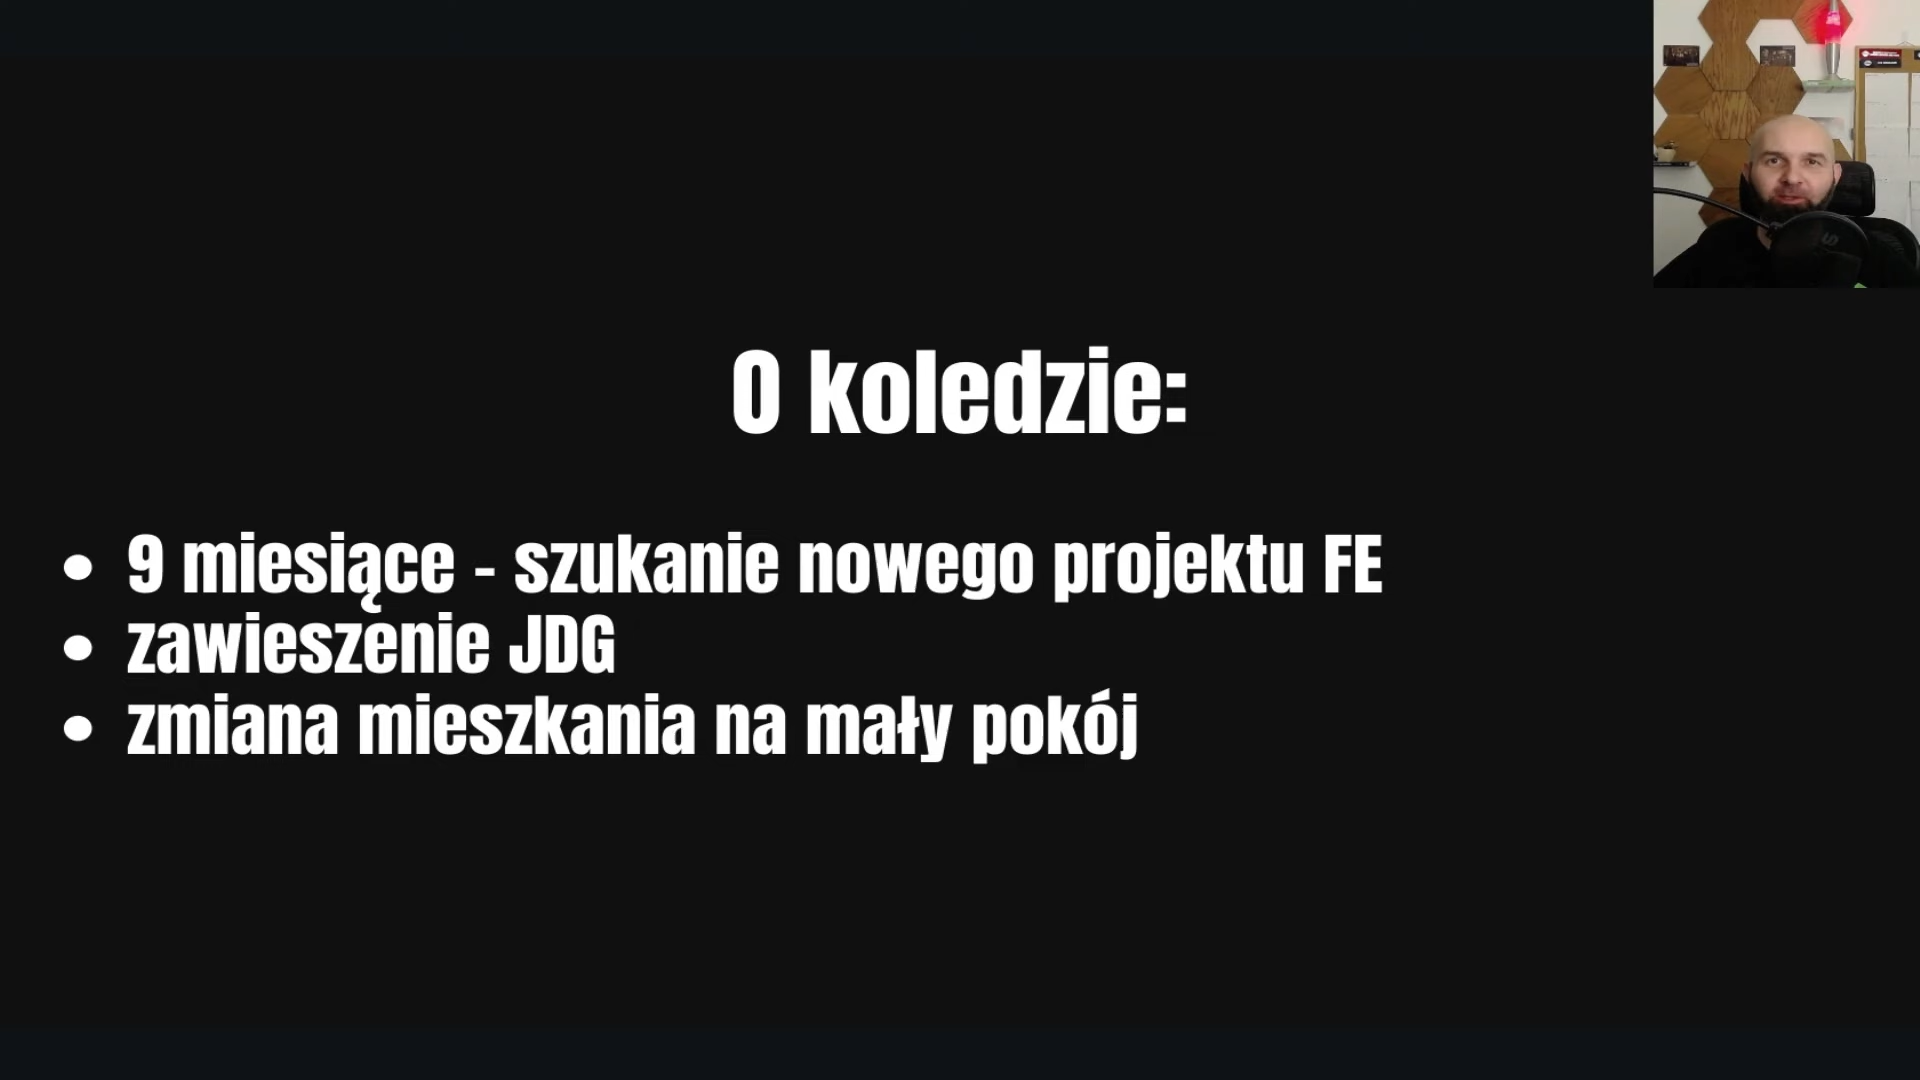 O koledzie:
• 9 miesiące - szukanie nowego projektu FE
• zawieszenie JDG
• zmiana mieszkania na mały pokój